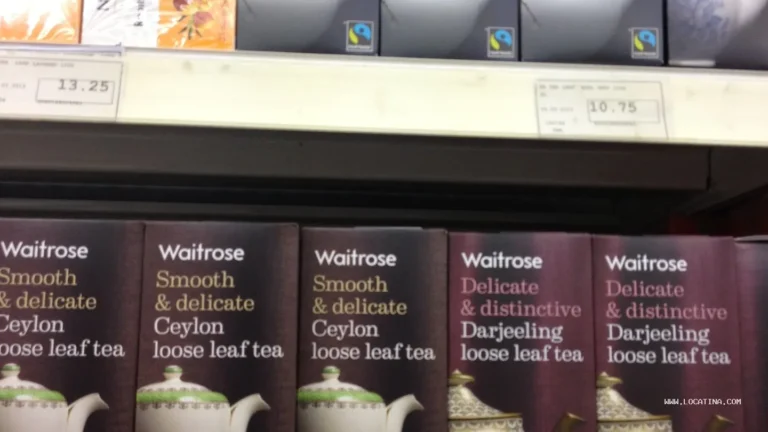 13.25
10.75
Waitrose
Smooth
& delicate
Ceylon
loose leaf tea
Waitrose
Smooth
& delicate
Ceylon
loose leaf tea
Waitrose
Smooth
& delicate
Ceylon
loose leaf tea
Waitrose
Delicate
& distinctive
Darjeeling
loose leaf tea
Waitrose
Delicate
& distinctive
Darjeeling
loose leaf tea
WWW.LOCATINA.COM